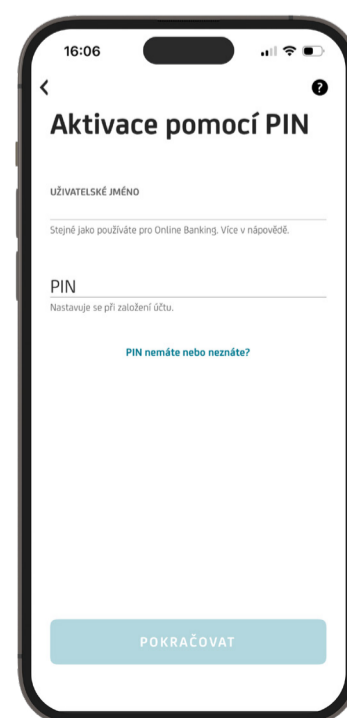 16:06
?
Aktivace pomocí PIN
UŽIVATELSKÉ JMÉNO
Stejné jako používáte pro Online Banking. Více v nápovědě.
PIN
Nastavuje se při založení účtu.
PIN nemáte nebo neznáte?
POKRAČOVAT